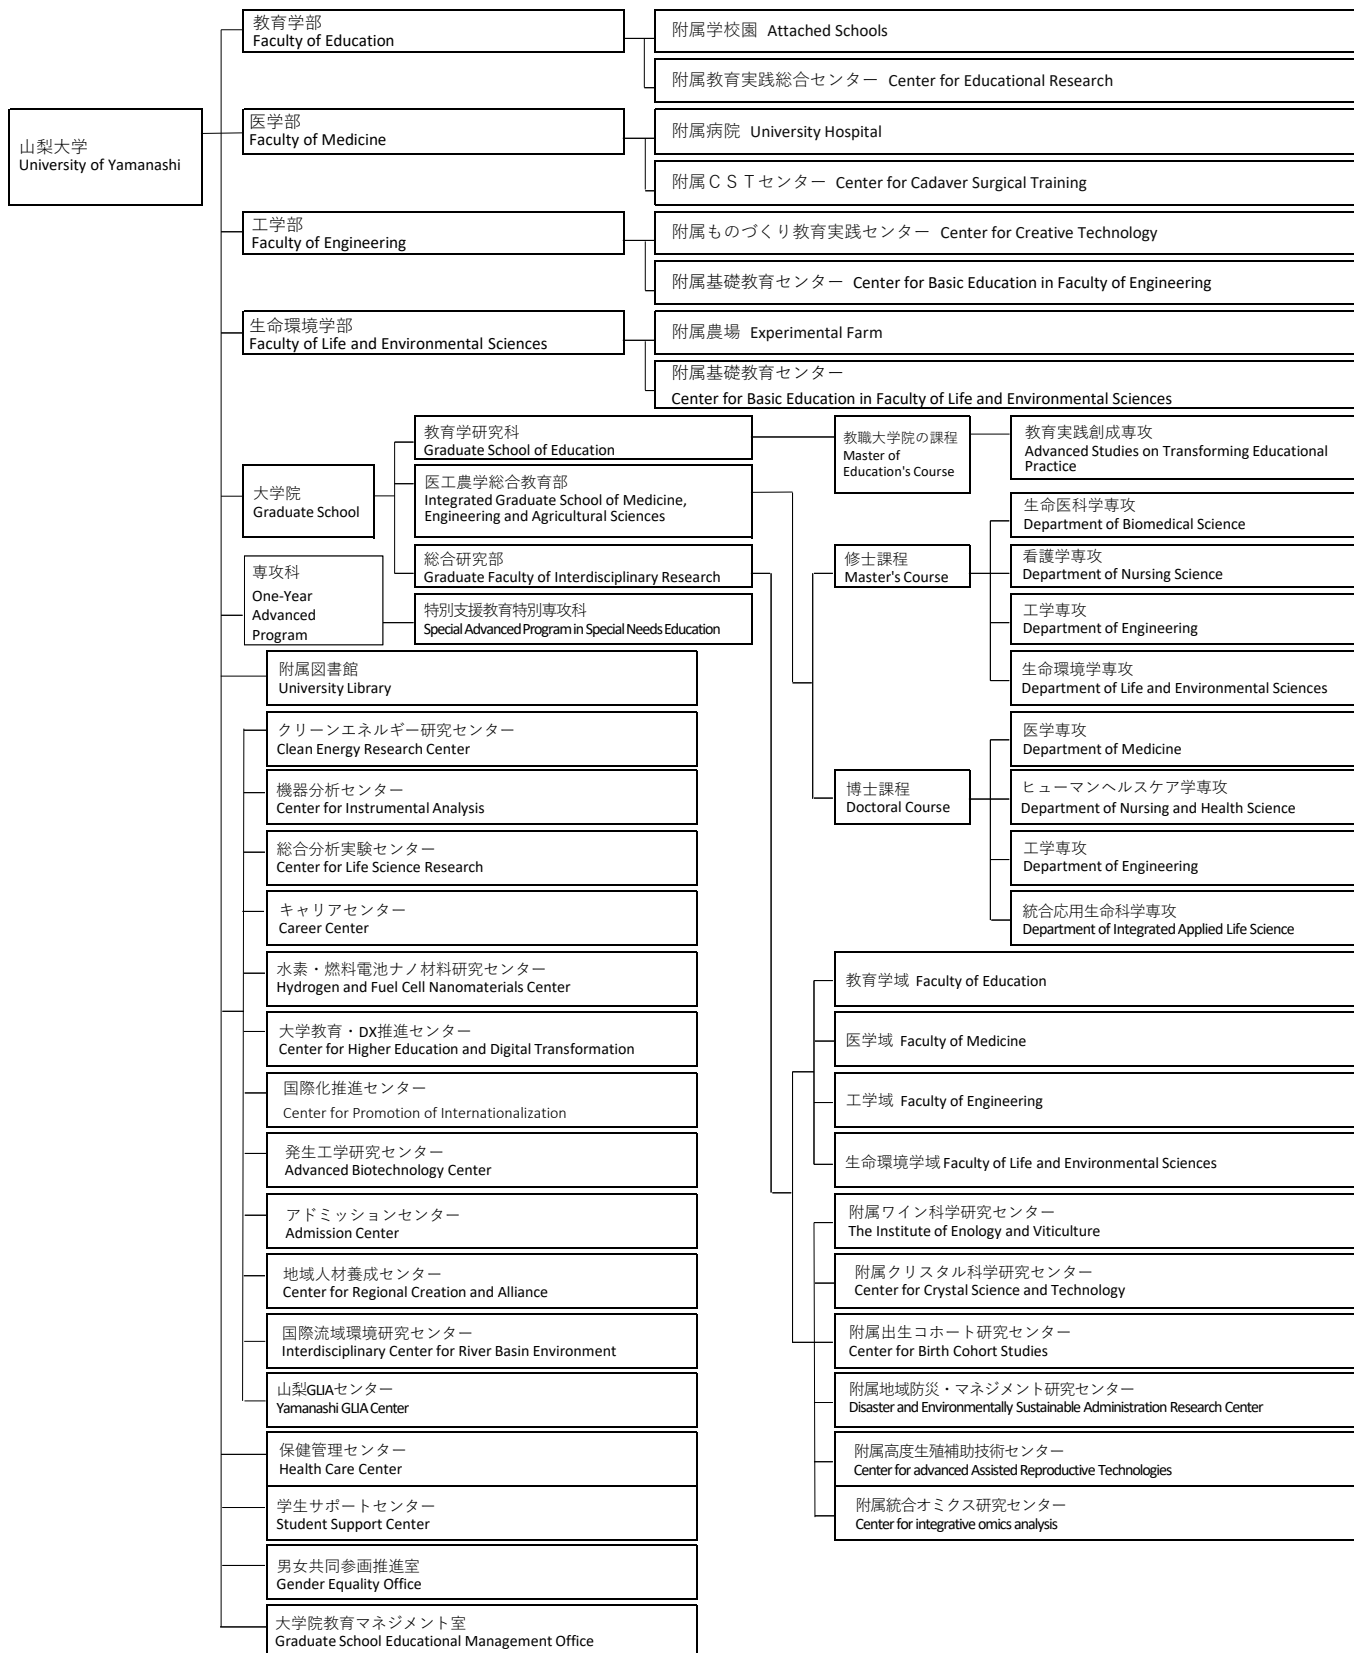 教育学部
Faculty of Education
附属学校園 Attached Schools
附属教育実践総合センター Center for Educational Research
山梨大学
University of Yamanashi
医学部
Faculty of Medicine
附属病院 University Hospital
附属ＣＳＴセンター Center for Cadaver Surgical Training
工学部
Faculty of Engineering
附属ものづくり教育実践センター Center for Creative Technology
附属基礎教育センター Center for Basic Education in Faculty of Engineering
生命環境学部
Faculty of Life and Environmental Sciences
附属農場 Experimental Farm
附属基礎教育センター
Center for Basic Education in Faculty of Life and Environmental Sciences
大学院
Graduate School
教育学研究科
Graduate School of Education
教職大学院の課程
Master of
Education's Course
教育実践創成専攻
Advanced Studies on Transforming Educational
Practice
医工農学総合教育部
Integrated Graduate School of Medicine,
Engineering and Agricultural Sciences
総合研究部
Graduate Faculty of Interdisciplinary Research
修士課程
Master's Course
生命医科学専攻
Department of Biomedical Science
看護学専攻
Department of Nursing Science
工学専攻
Department of Engineering
生命環境学専攻
Department of Life and Environmental Sciences
専攻科
One-Year
Advanced
Program
特別支援教育特別専攻科
Special Advanced Program in Special Needs Education
博士課程
Doctoral Course
医学専攻
Department of Medicine
ヒューマンヘルスケア学専攻
Department of Nursing and Health Science
工学専攻
Department of Engineering
統合応用生命科学専攻
Department of Integrated Applied Life Science
附属図書館
University Library
クリーンエネルギー研究センター
Clean Energy Research Center
機器分析センター
Center for Instrumental Analysis
総合分析実験センター
Center for Life Science Research
キャリアセンター
Career Center
水素・燃料電池ナノ材料研究センター
Hydrogen and Fuel Cell Nanomaterials Center
大学教育・DX推進センター
Center for Higher Education and Digital Transformation
国際化推進センター
Center for Promotion of Internationalization
発生工学研究センター
Advanced Biotechnology Center
アドミッションセンター
Admission Center
地域人材養成センター
Center for Regional Creation and Alliance
国際流域環境研究センター
Interdisciplinary Center for River Basin Environment
山梨GLIAセンター
Yamanashi GLIA Center
保健管理センター
Health Care Center
学生サポートセンター
Student Support Center
男女共同参画推進室
Gender Equality Office
大学院教育マネジメント室
Graduate School Educational Management Office
教育学域 Faculty of Education
医学域 Faculty of Medicine
工学域 Faculty of Engineering
生命環境学域 Faculty of Life and Environmental Sciences
附属ワイン科学研究センター
The Institute of Enology and Viticulture
附属クリスタル科学研究センター
Center for Crystal Science and Technology
附属出生コホート研究センター
Center for Birth Cohort Studies
附属地域防災・マネジメント研究センター
Disaster and Environmentally Sustainable Administration Research Center
附属高度生殖補助技術センター
Center for advanced Assisted Reproductive Technologies
附属統合オミクス研究センター
Center for integrative omics analysis